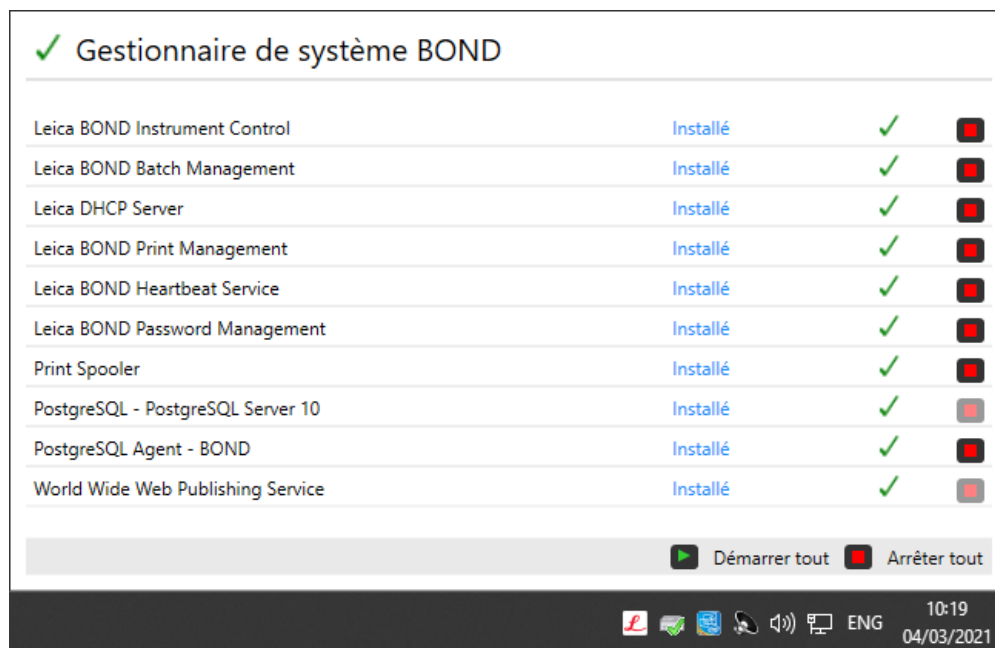 Gestionnaire de système BOND
Leica BOND Instrument Control Installé
Leica BOND Batch Management Installé
Leica DHCP Server Installé
Leica BOND Print Management Installé
Leica BOND Heartbeat Service Installé
Leica BOND Password Management Installé
Print Spooler Installé
PostgreSQL - PostgreSQL Server 10 Installé
PostgreSQL Agent - BOND Installé
World Wide Web Publishing Service Installé
Démarrer tout Arrêter tout
ENG 10:19
04/03/2021